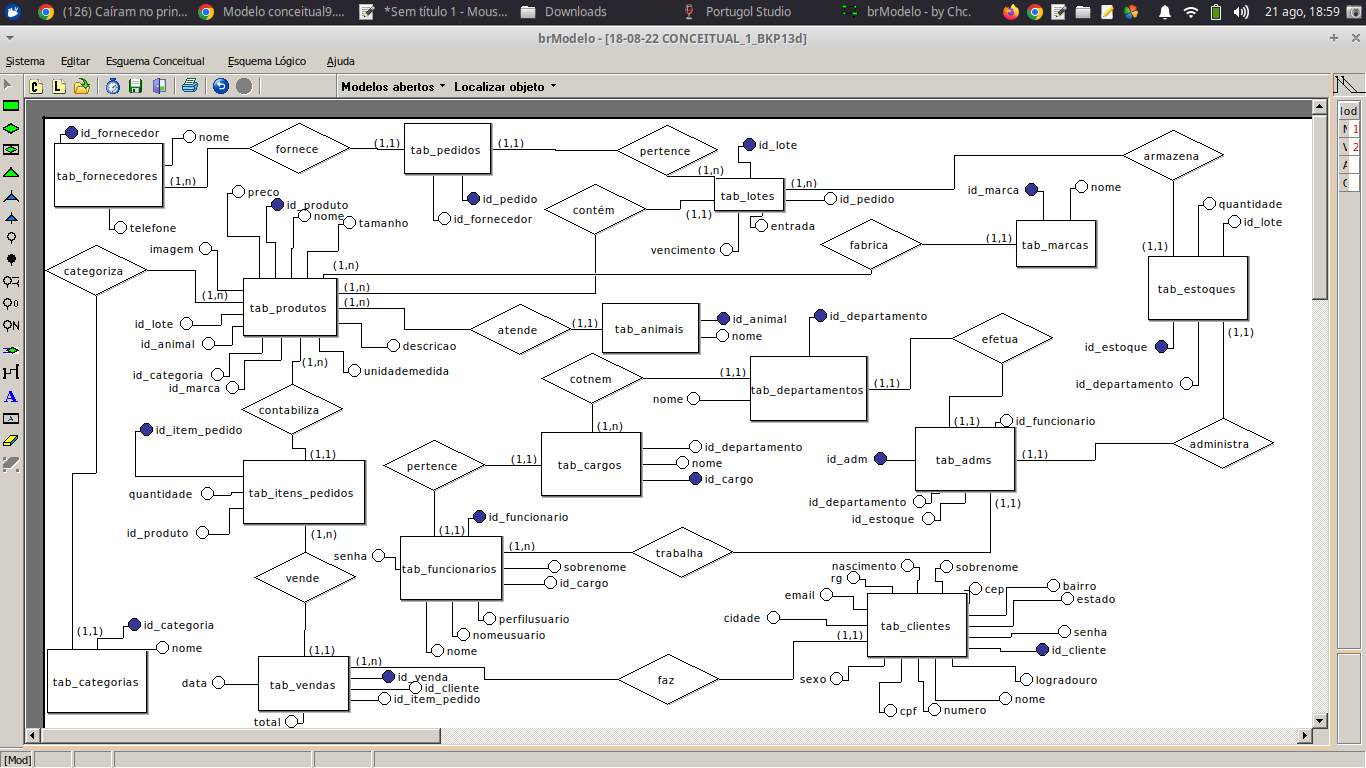 (126) Caíram no prin...
Modelo conceitual9....
*Sem título 1 - Mous...
Downloads
Portugol Studio
brModelo - by Chc.
21 ago, 18:59
brModelo - [18-08-22 CONCEITUAL_1_BKP13d]
Sistema Editar Esquema Conceitual Esquema Lógico Ajuda
Modelos abertos Localizar objeto
id_fornecedor
nome
tab_fornecedores
(1,n)
telefone
fornece
(1,1)
tab_pedidos
(1,1)
id_pedido
id_fornecedor
pertence
(1,n)
id_lote
tab_lotes
(1,n)
id_pedido
entrada
vencimento
(1,1)
contém
armazena
id_marca
nome
tab_marcas
(1,1)
fabrica
quantidade
id_lote
(1,1)
tab_estoques
(1,1)
id_estoque
id_departamento
preco
id_produto
nome
tamanho
imagem
categoriza
(1,n)
(1,n)
(1,n)
(1,n)
tab_produtos
id_lote
id_animal
id_categoria
id_marca
(1,n)
unidademedida
descricao
atende
(1,1)
tab_animais
id_animal
nome
id_departamento
efetua
cotnem
(1,1)
tab_departamentos
(1,1)
nome
contabiliza
(1,n)
tab_cargos
id_departamento
nome
id_cargo
pertence
(1,1)
(1,1)
id_funcionario
id_adm
tab_adms
(1,1)
administra
id_departamento
id_estoque
(1,1)
id_item_pedido
(1,1)
quantidade
tab_itens_pedidos
id_produto
(1,n)
id_funcionario
(1,1)
senha
tab_funcionarios
(1,n)
sobrenome
id_cargo
perfilusuario
nomeusuario
nome
trabalha
vende
nascimento
rg
sobrenome
email
cep
bairro
estado
cidade
tab_clientes
(1,1)
senha
id_cliente
sexo
logradouro
nome
cpf
numero
(1,1)
id_categoria
nome
tab_categorias
(1,1)
(1,n)
data
tab_vendas
id_venda
id_cliente
id_item_pedido
total
faz
[Mod]